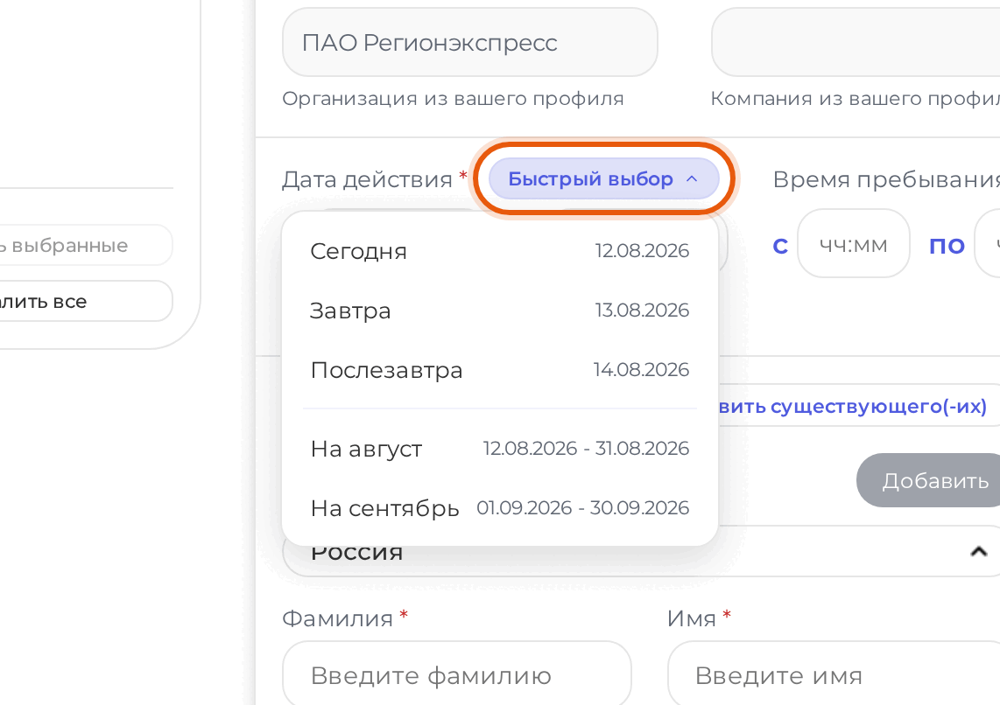 ПАО Регионэкспресс
Организация из вашего профиля
Компания из вашего
Дата действия * Быстрый выбор
Время пребывания
с чч:мм по
Сегодня 12.08.2026
Завтра 13.08.2026
Послезавтра 14.08.2026
На август 12.08.2026 - 31.08.2026
На сентябрь 01.09.2026 - 30.09.2026
выбранные
все
существующего(-их)
Добавить
Россия
Фамилия *
Имя *
Введите фамилию
Введите имя